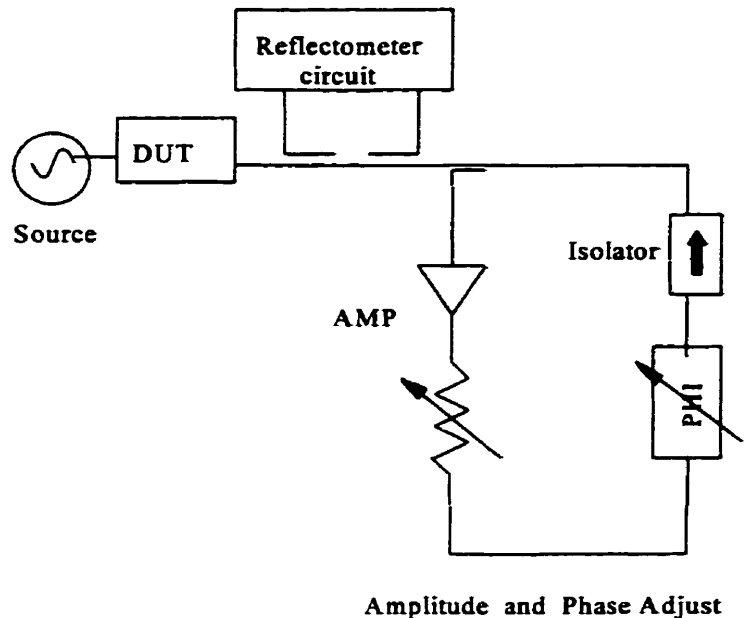 Reflectometer
circuit
DUT
Source
Isolator
AMP
PHI
Amplitude and Phase Adjust